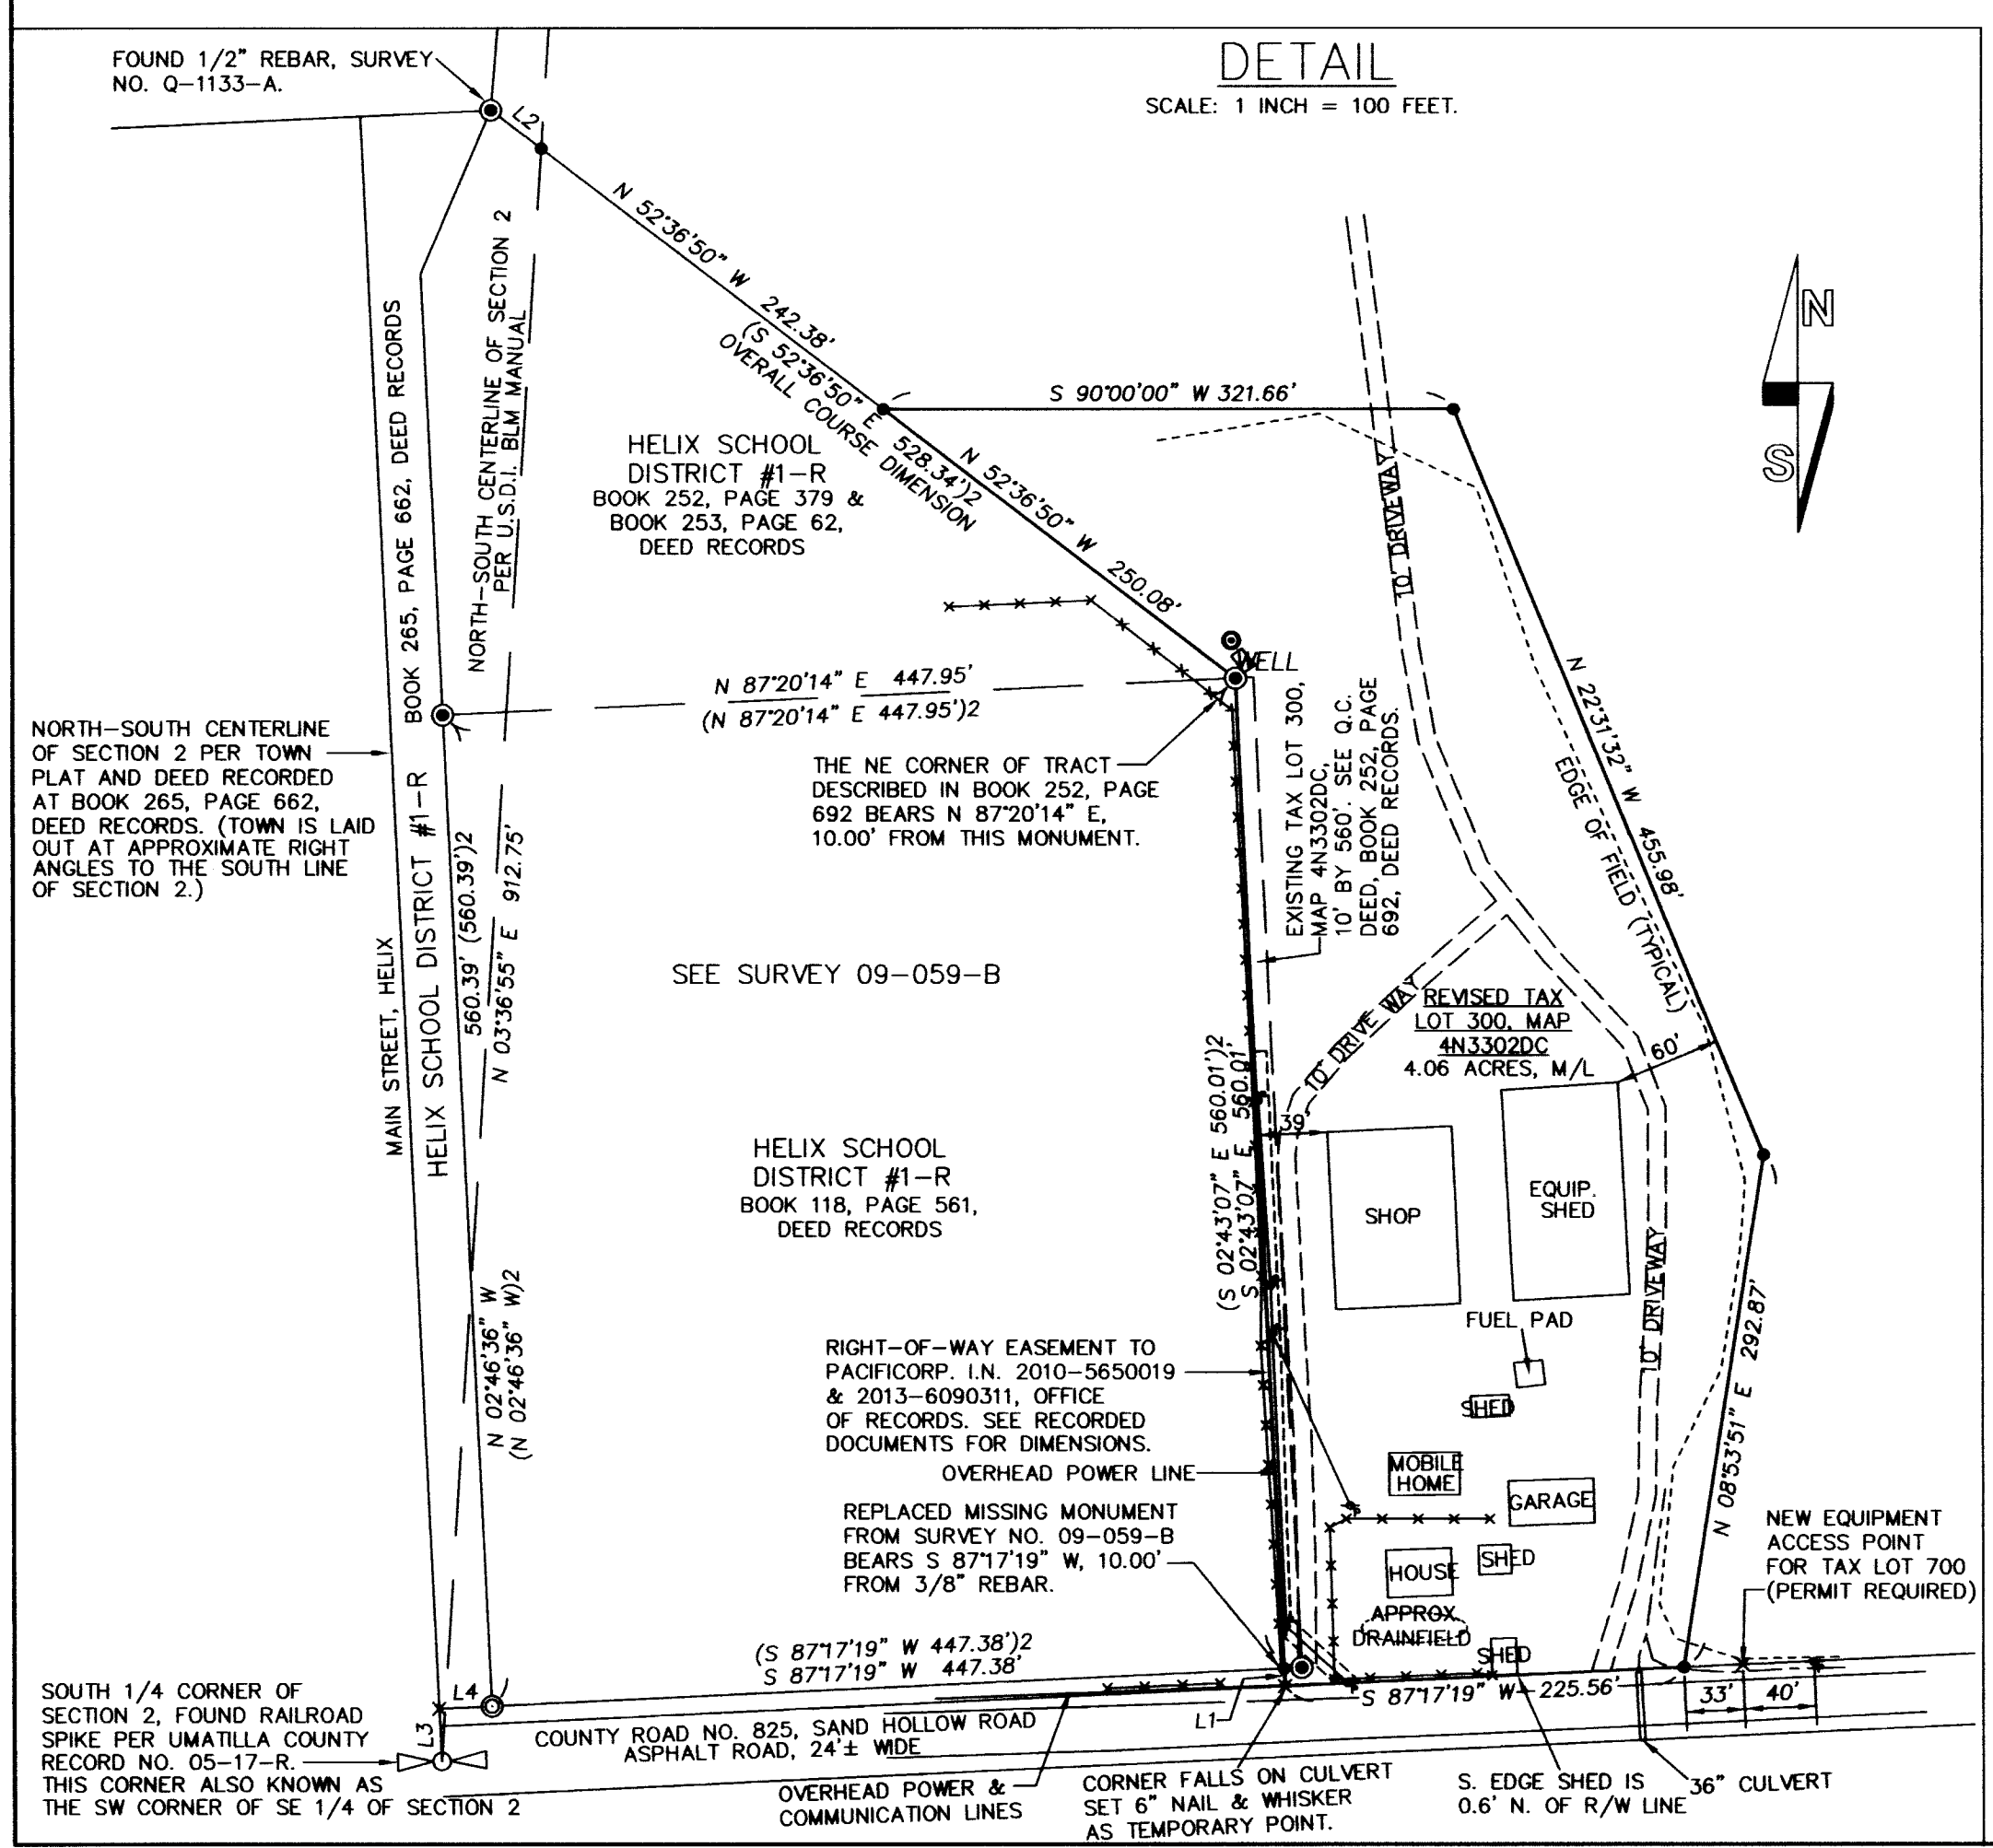 DETAIL
SCALE: 1 INCH = 100 FEET.
FOUND 1/2" REBAR, SURVEY
NO. Q-1133-A.
L2
N 52°36'50" W 242.38'
(S 52°36'50" E 528.34')2
OVERALL COURSE DIMENSION
S 90°00'00" W 321.66'
N
S
NORTH-SOUTH CENTERLINE OF SECTION 2
PER U.S.D.I. BLM MANUAL
BOOK 265, PAGE 662, DEED RECORDS
HELIX SCHOOL
DISTRICT #1-R
BOOK 252, PAGE 379 &
BOOK 253, PAGE 62,
DEED RECORDS
N 52°36'50" W 250.08'
10' DRIVEWAY
WELL
N 87°20'14" E 447.95'
(N 87°20'14" E 447.95')2
NORTH-SOUTH CENTERLINE
OF SECTION 2 PER TOWN
PLAT AND DEED RECORDED
AT BOOK 265, PAGE 662,
DEED RECORDS. (TOWN IS LAID
OUT AT APPROXIMATE RIGHT
ANGLES TO THE SOUTH LINE
OF SECTION 2.)
THE NE CORNER OF TRACT
DESCRIBED IN BOOK 252, PAGE
692 BEARS N 87°20'14" E,
10.00' FROM THIS MONUMENT.
EXISTING TAX LOT 300,
MAP 4N3302DC,
10' BY 560'. SEE Q.C.
DEED, BOOK 252, PAGE
692, DEED RECORDS.
N 22°31'32" W 455.98'
EDGE OF FIELD (TYPICAL)
MAIN STREET, HELIX
HELIX SCHOOL DISTRICT #1-R
560.39' (560.39')2
N 03°36'55" E 912.75'
SEE SURVEY 09-059-B
10' DRIVE WAY
REVISED TAX
LOT 300, MAP
4N3302DC
4.06 ACRES, M/L
60'
39'
(S 02°43'07" E 560.01')2
S 02°43'07" E, 560.01'
HELIX SCHOOL
DISTRICT #1-R
BOOK 118, PAGE 561,
DEED RECORDS
SHOP
EQUIP.
SHED
FUEL PAD
10' DRIVEWAY
N 08°53'51" E 292.87'
N 02°46'36" W
(N 02°46'36" W)2
RIGHT-OF-WAY EASEMENT TO
PACIFICORP. I.N. 2010-5650019
& 2013-6090311, OFFICE
OF RECORDS. SEE RECORDED
DOCUMENTS FOR DIMENSIONS.
OVERHEAD POWER LINE
SHED
MOBILE
HOME
GARAGE
REPLACED MISSING MONUMENT
FROM SURVEY NO. 09-059-B
BEARS S 87°17'19" W, 10.00'
FROM 3/8" REBAR.
HOUSE
SHED
NEW EQUIPMENT
ACCESS POINT
FOR TAX LOT 700
(PERMIT REQUIRED)
APPROX
DRAINFIELD
SHED
(S 87°17'19" W 447.38')2
S 87°17'19" W 447.38'
S 87°17'19" W 225.56'
33'
40'
SOUTH 1/4 CORNER OF
SECTION 2, FOUND RAILROAD
SPIKE PER UMATILLA COUNTY
RECORD NO. 05-17-R.
THIS CORNER ALSO KNOWN AS
THE SW CORNER OF SE 1/4 OF SECTION 2
L4
L3
L1
COUNTY ROAD NO. 825, SAND HOLLOW ROAD
ASPHALT ROAD, 24'± WIDE
OVERHEAD POWER &
COMMUNICATION LINES
CORNER FALLS ON CULVERT
SET 6" NAIL & WHISKER
AS TEMPORARY POINT.
S. EDGE SHED IS
0.6' N. OF R/W LINE
36" CULVERT